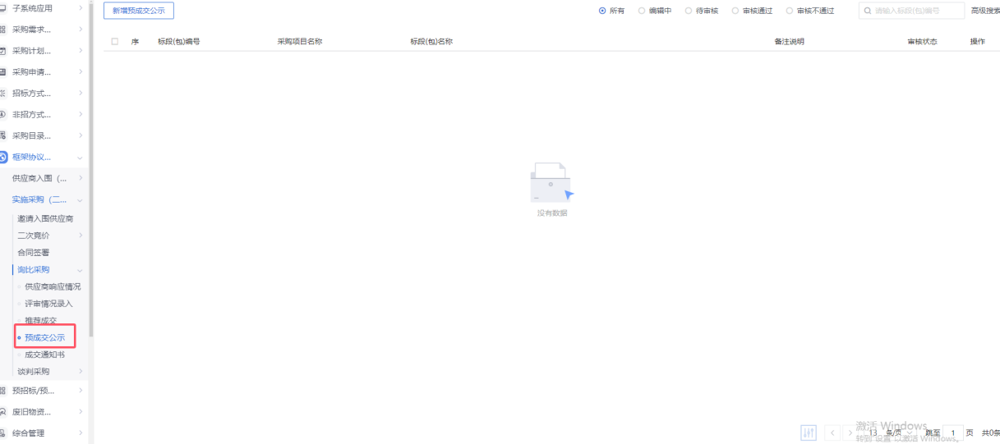 子系统应用
采购需求...
采购计划...
采购申请...
招标方式...
非招方式...
采购目录...
框架协议...
供应商入围（...
实施采购（二...
邀请入围供应商
二次竞价
合同签署
询比采购
供应商响应情况
评审情况录入
推荐成交
预成交公示
成交通知书
谈判采购
预招标/预...
废旧物资...
综合管理
新增预成交公示
所有 编辑中 待审核 审核通过 审核不通过 请输入标段(包)编号 高级搜索
序 标段(包)编号 采购项目名称 标段(包)名称 备注说明 审核状态 操作
没有数据
13 条/页 跳至 1 页 共0条
激活 Windows
转到"设置"以激活 Windows。